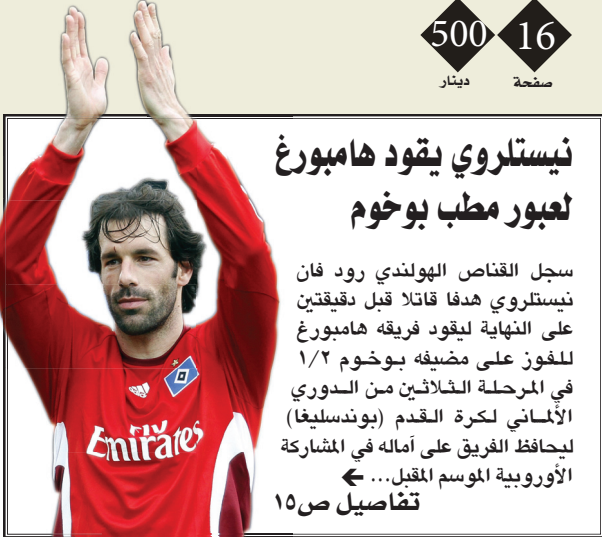 500 16
دينار صفحة
نيستلروي يقود هامبورغ
لعبور مطب بوخوم
سجل القناص الهولندي رود فان
نيستلروي هدفا قاتلا قبل دقيقتين
على النهاية ليقود فريقه هامبورغ
للفوز على مضيفه بوخوم ١/٢
في المرحلة الثلاثين من الدوري
الألماني لكرة القدم (بوندسليغا)
ليحافظ الفريق على آماله في المشاركة
الأوروبية الموسم المقبل... ←
تفاصيل ص١٥
Fly
Emirates